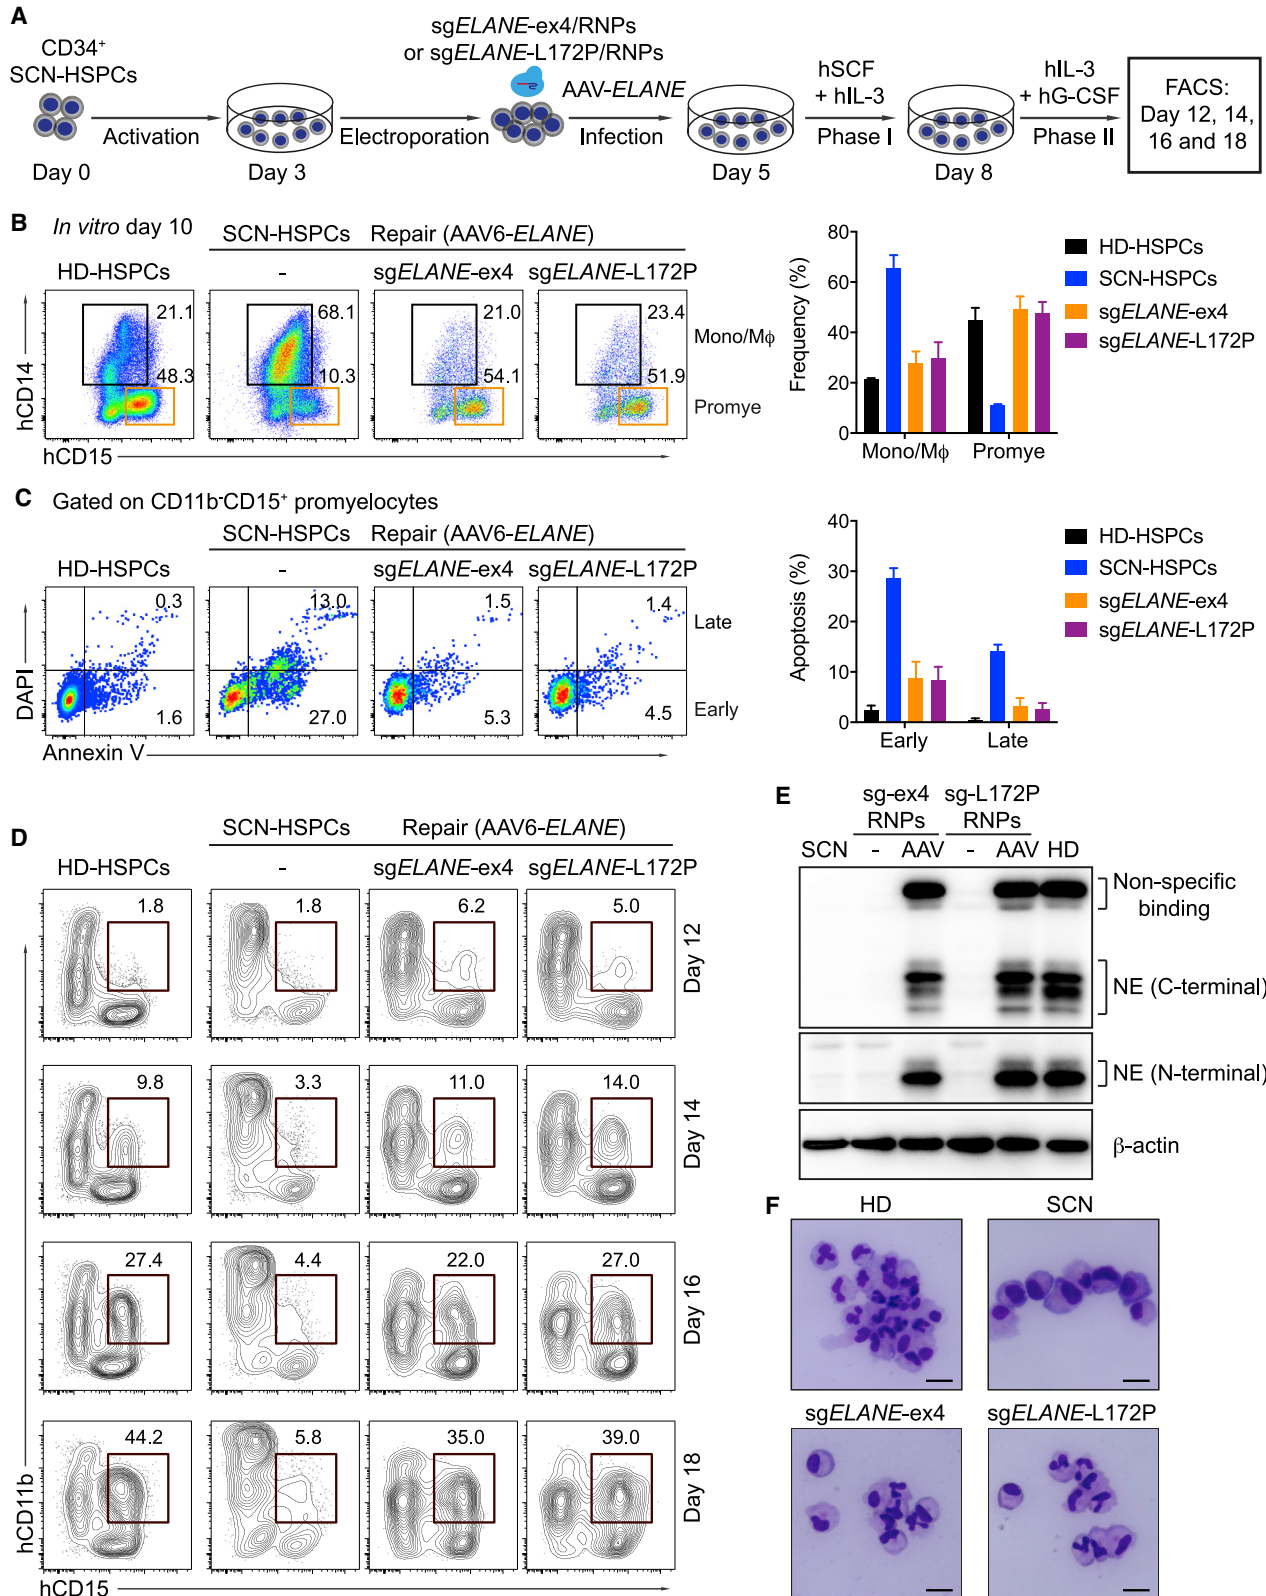 A
CD34+
SCN-HSPCs
Day 0
Activation
Day 3
Electroporation
sgELANE-ex4/RNPs
or sgELANE-L172P/RNPs
AAV-ELANE
Infection
Day 5
hSCF
+ hIL-3
Phase I
Day 8
hIL-3
+ hG-CSF
Phase II
FACS:
Day 12, 14,
16 and 18
B In vitro day 10
SCN-HSPCs Repair (AAV6-ELANE)
HD-HSPCs - sgELANE-ex4 sgELANE-L172P
21.1 68.1 21.0 23.4
Mono/Mϕ
48.3 10.3 54.1 51.9
Promye
hCD14
hCD15
Frequency (%)
80
60
40
20
0
Mono/Mϕ Promye
HD-HSPCs
SCN-HSPCs
sgELANE-ex4
sgELANE-L172P
C Gated on CD11b-CD15+ promyelocytes
SCN-HSPCs Repair (AAV6-ELANE)
HD-HSPCs - sgELANE-ex4 sgELANE-L172P
0.3 13.0 1.5 1.4
Late
1.6 27.0 5.3 4.5
Early
DAPI
Annexin V
Apoptosis (%)
40
30
20
10
0
Early Late
HD-HSPCs
SCN-HSPCs
sgELANE-ex4
sgELANE-L172P
D
SCN-HSPCs Repair (AAV6-ELANE)
HD-HSPCs - sgELANE-ex4 sgELANE-L172P
1.8 1.8 6.2 5.0
Day 12
9.8 3.3 11.0 14.0
Day 14
27.4 4.4 22.0 27.0
Day 16
44.2 5.8 35.0 39.0
Day 18
hCD11b
hCD15
E
sg-ex4 sg-L172P
RNPs RNPs
SCN - AAV - AAV HD
Non-specific
binding
NE (C-terminal)
NE (N-terminal)
β-actin
F
HD SCN
sgELANE-ex4 sgELANE-L172P